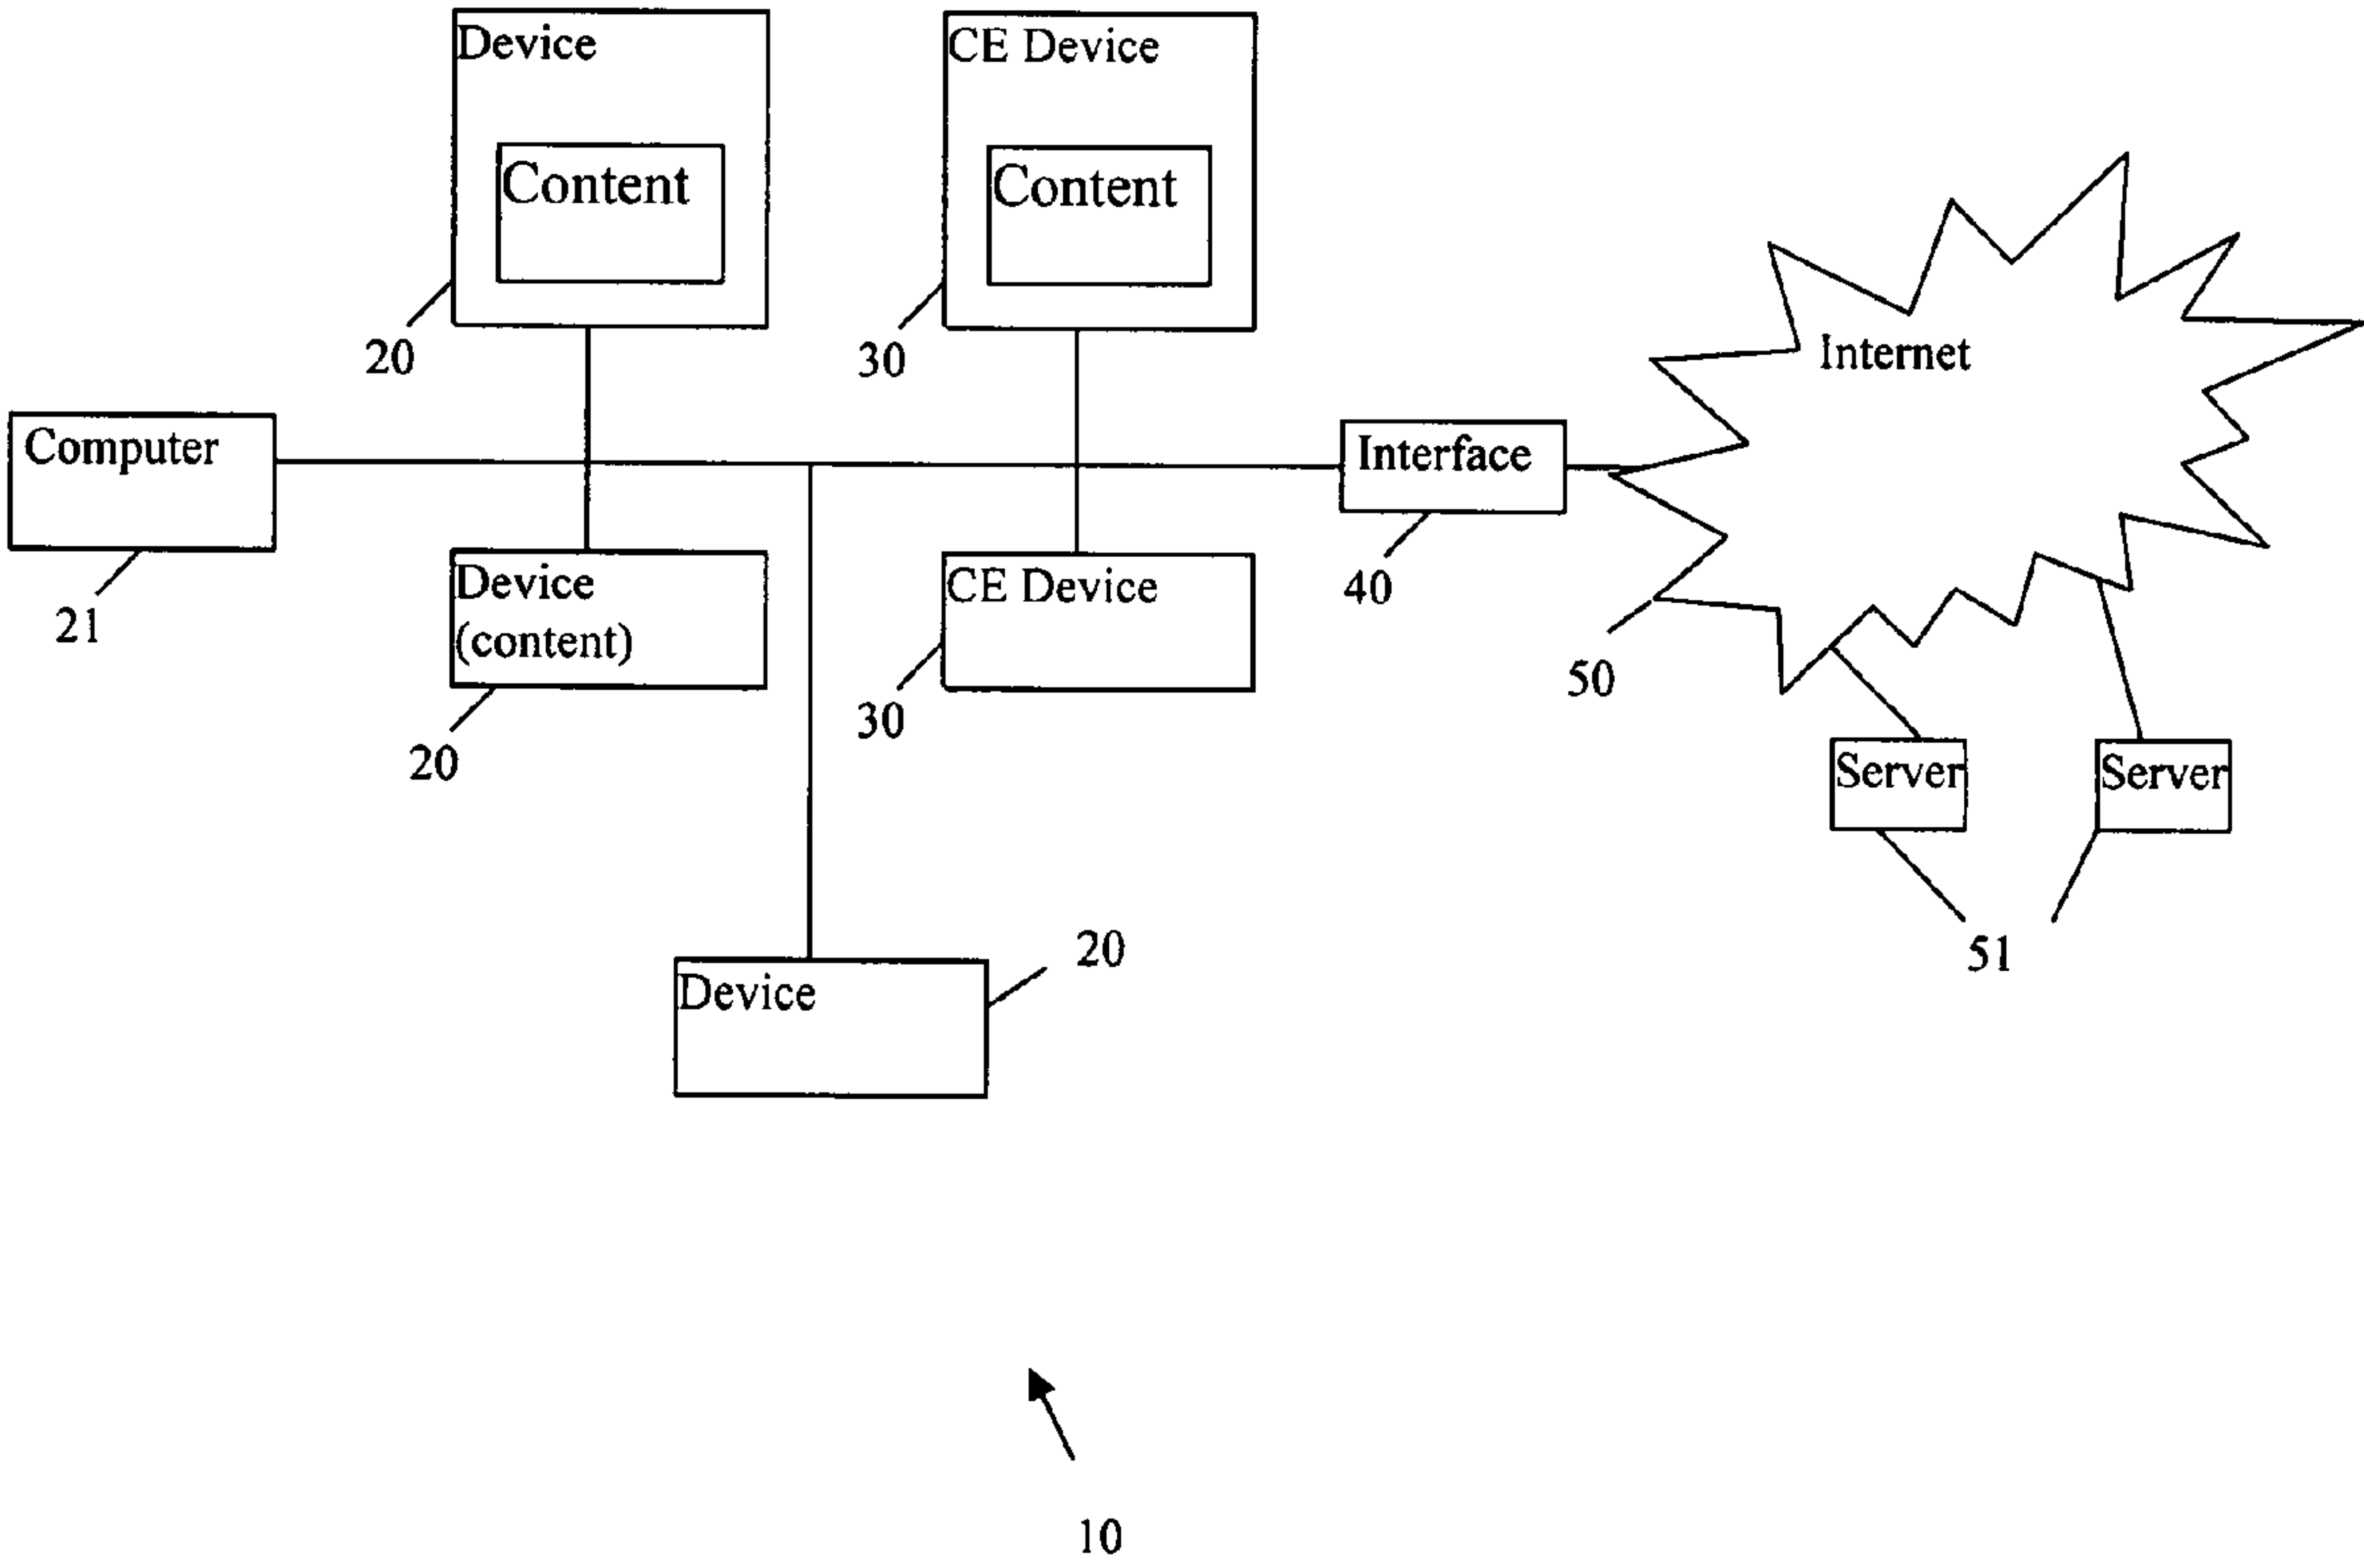 Device
Content
20
CE Device
Content
30
Internet
Computer
21
Interface
40
Device
(content)
20
CE Device
30
50
Server
Server
51
Device
20
10